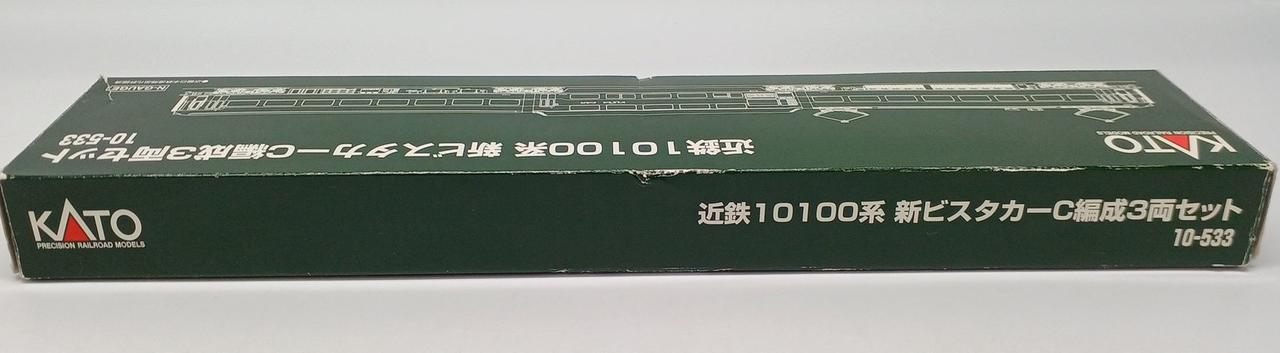 KATO
PRECISION RAILROAD MODELS
近鉄10100系 新ビスタカーC編成3両セット
10-533
KATO
PRECISION RAILROAD MODELS
近鉄10100系 新ビスタカーC編成3両セット
10-533
N-GAUGE